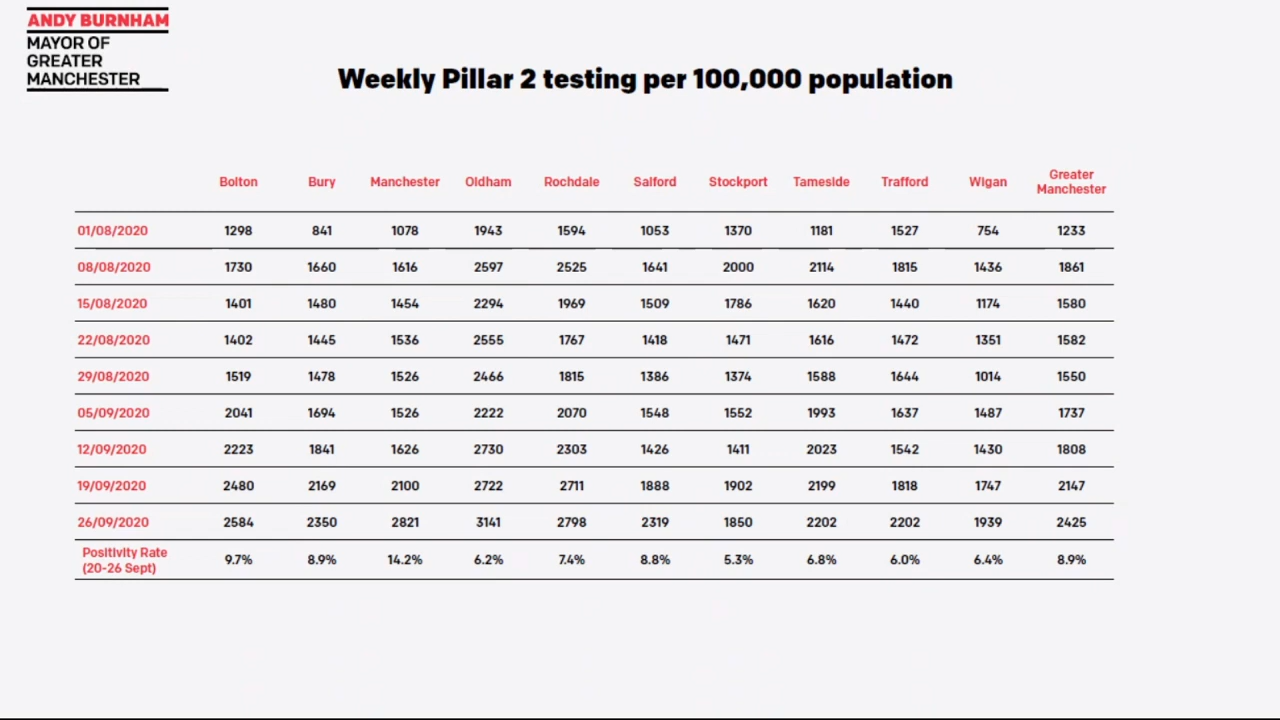 ANDY BURNHAM
MAYOR OF
GREATER
MANCHESTER
Weekly Pillar 2 testing per 100,000 population
Bolton Bury Manchester Oldham Rochdale Salford Stockport Tameside Trafford Wigan Greater Manchester
01/08/2020 1298 841 1078 1943 1594 1053 1370 1181 1527 754 1233
08/08/2020 1730 1660 1616 2597 2525 1641 2000 2114 1815 1436 1861
15/08/2020 1401 1480 1454 2294 1969 1509 1786 1620 1440 1174 1580
22/08/2020 1402 1445 1536 2555 1767 1418 1471 1616 1472 1351 1582
29/08/2020 1519 1478 1526 2466 1815 1386 1374 1588 1644 1014 1550
05/09/2020 2041 1694 1526 2222 2070 1548 1552 1993 1637 1487 1737
12/09/2020 2223 1841 1626 2730 2303 1426 1411 2023 1542 1430 1808
19/09/2020 2480 2169 2100 2722 2711 1888 1902 2199 1818 1747 2147
26/09/2020 2584 2350 2821 3141 2798 2319 1850 2202 2202 1939 2425
Positivity Rate
(20-26 Sept) 9.7% 8.9% 14.2% 6.2% 7.4% 8.8% 5.3% 6.8% 6.0% 6.4% 8.9%